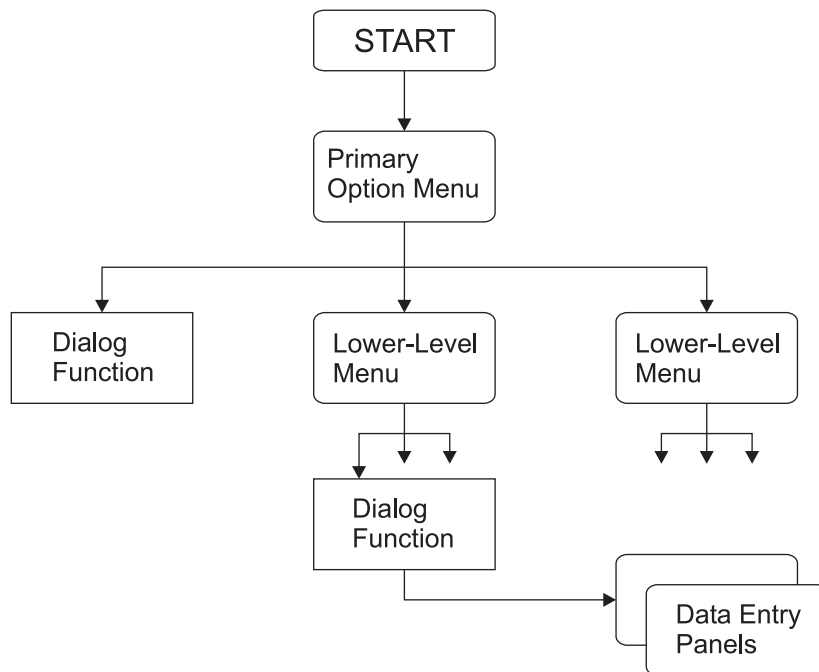 START
Primary
Option Menu
Dialog
Function
Lower-Level
Menu
Lower-Level
Menu
Dialog
Function
Data Entry
Panels